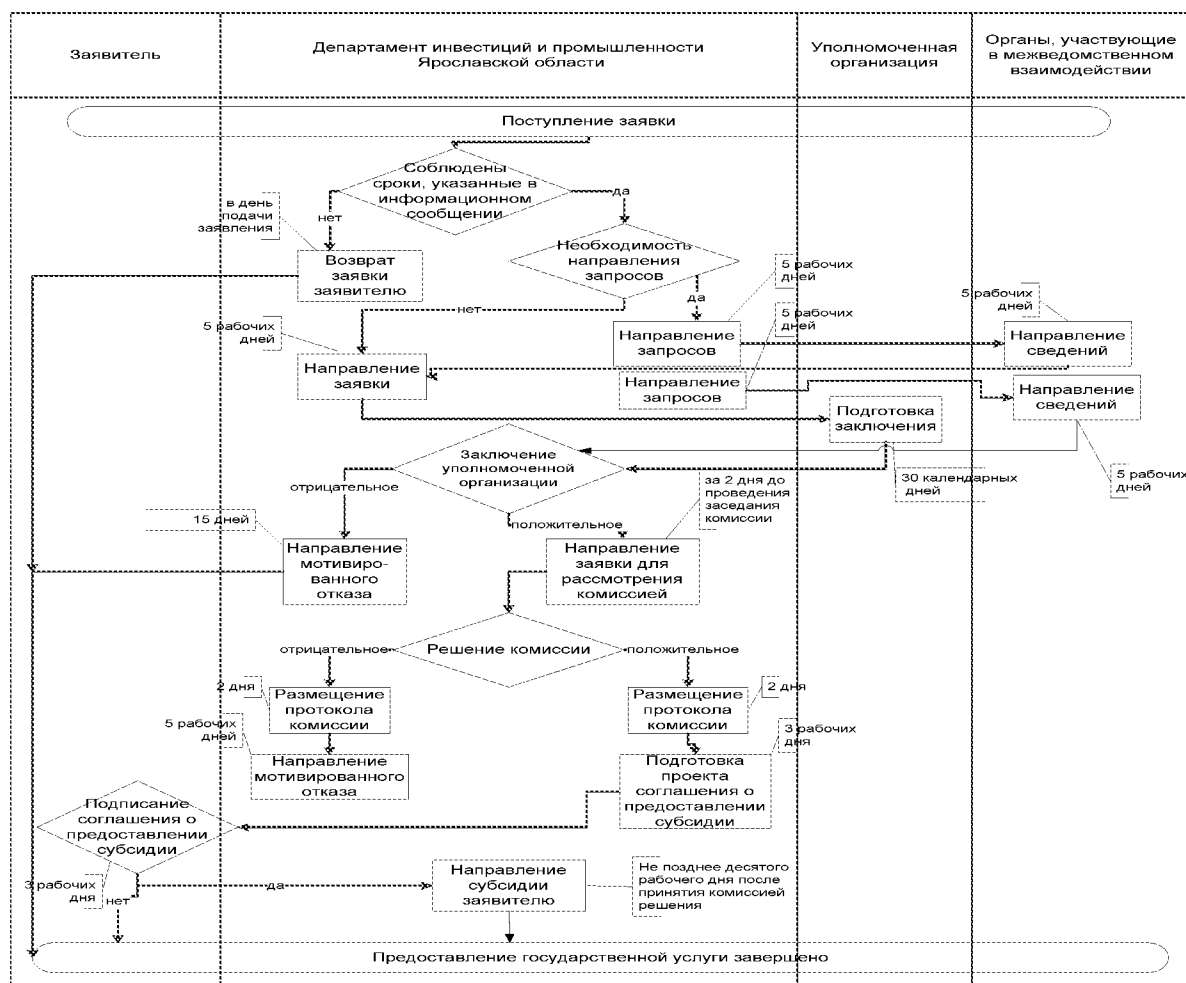 Заявитель
Департамент инвестиций и промышленности
Ярославской области
Уполномоченная
организация
Органы, участвующие
в межведомственном
взаимодействии
Поступление заявки
Соблюдены
сроки, указанные в
информационном
сообщении
в день
подачи
заявления
нет
да
Возврат
заявки
заявителю
Необходимость
направления
запросов
5 рабочих
дней
да
нет
5 рабочих
дней
5 рабочих
дней
5 рабочих
дней
Направление
запросов
Направление
сведений
Направление
заявки
Направление
запросов
Направление
сведений
Подготовка
заключения
Заключение
уполномоченной
организации
отрицательное
положительное
за 2 дня до
проведения
заседания
комиссии
30 календарных
дней
5 рабочих
дней
15 дней
Направление
мотивиро-
ванного
отказа
Направление
заявки для
рассмотрения
комиссией
отрицательное
Решение комиссии
положительное
2 дня
Размещение
протокола
комиссии
Размещение
протокола
комиссии
2 дня
5 рабочих
дней
Направление
мотивированного
отказа
Подготовка
проекта
соглашения о
предоставлении
субсидии
3 рабочих
дня
Подписание
соглашения о
предоставлении
субсидии
3 рабочих
дня
нет
да
Направление
субсидии
заявителю
Не позднее десятого
рабочего дня после
принятия комиссией
решения
Предоставление государственной услуги завершено